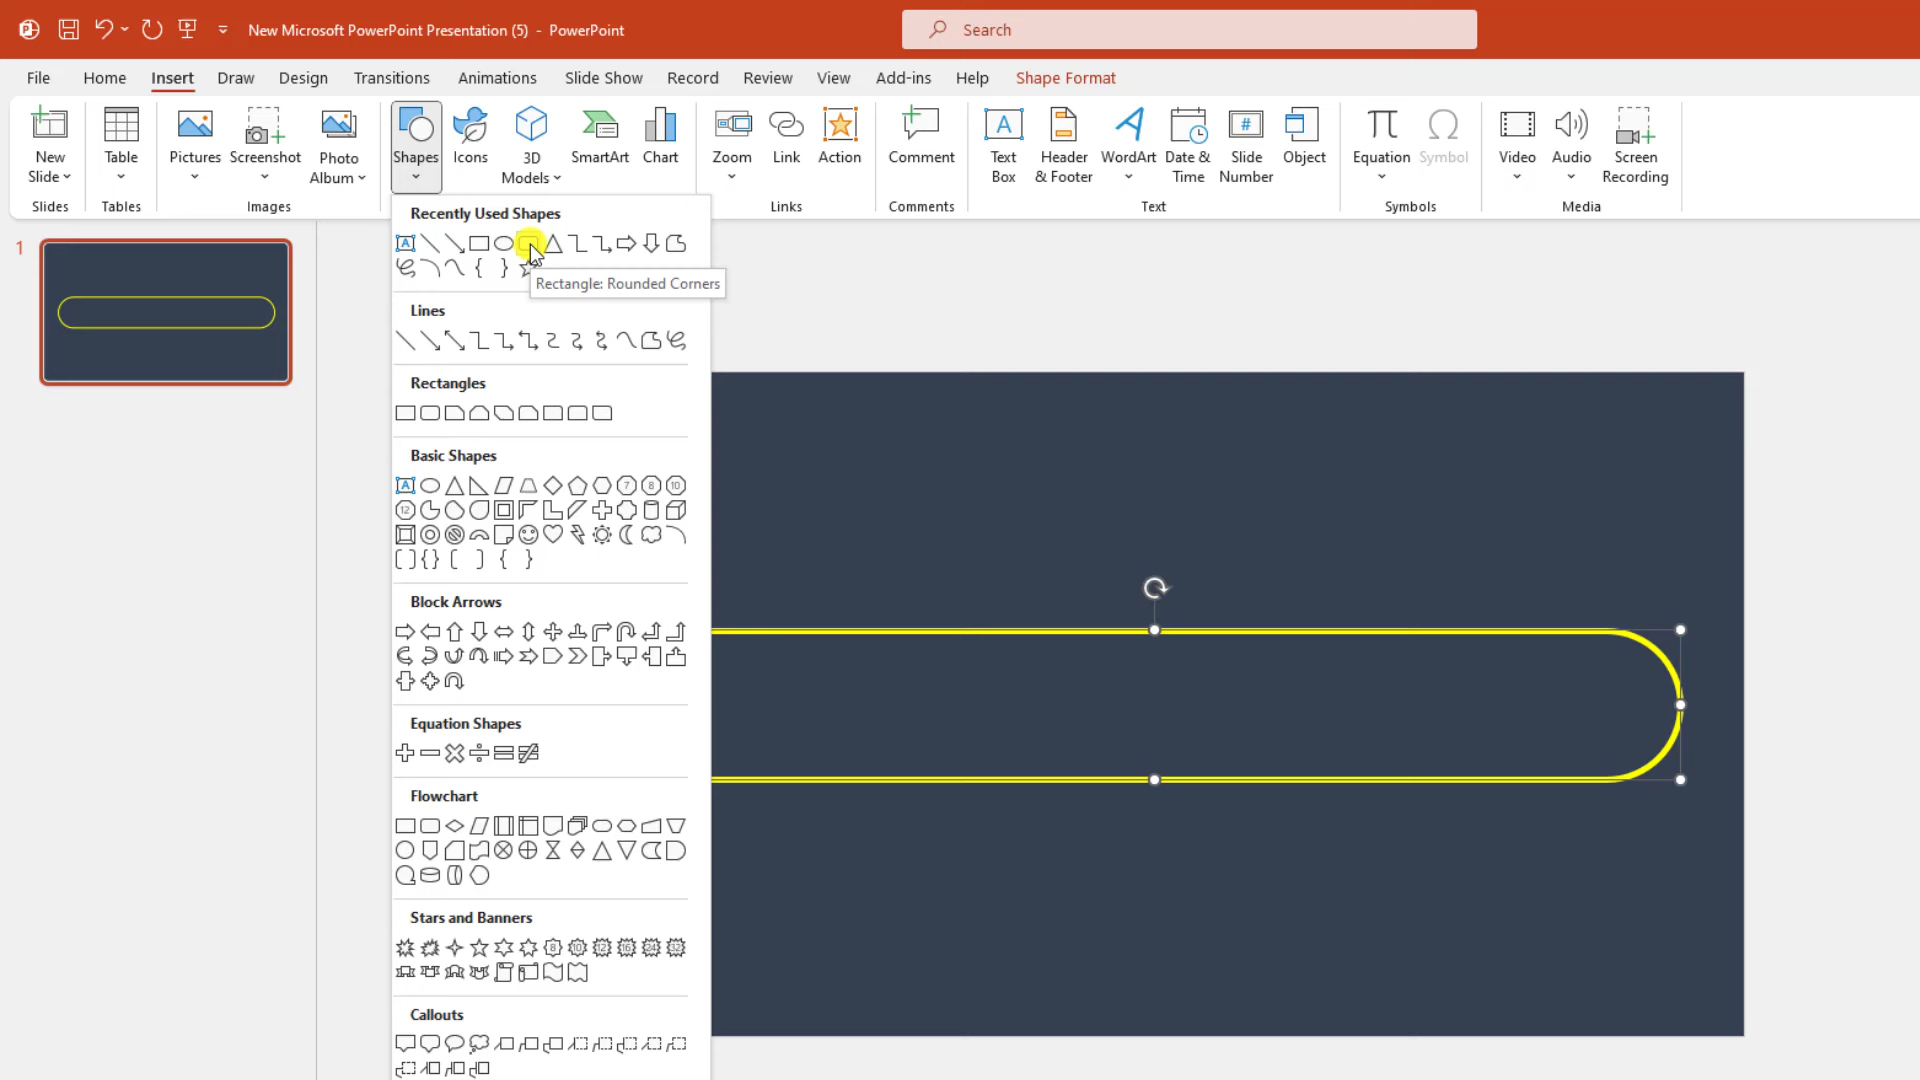 New Microsoft PowerPoint Presentation (5) - PowerPoint
Search
File Home Insert Draw Design Transitions Animations Slide Show Record Review View Add-ins Help Shape Format
New Slide
Table
Pictures
Screenshot
Photo Album
Shapes
Icons
3D Models
SmartArt
Chart
Zoom
Link
Action
Comment
Text Box
Header & Footer
WordArt
Date & Time
Slide Number
Object
Equation
Symbol
Video
Audio
Screen Recording
Slides
Tables
Images
Links
Comments
Text
Symbols
Media
1
Recently Used Shapes
Rectangle: Rounded Corners
Lines
Rectangles
Basic Shapes
Block Arrows
Equation Shapes
Flowchart
Stars and Banners
Callouts